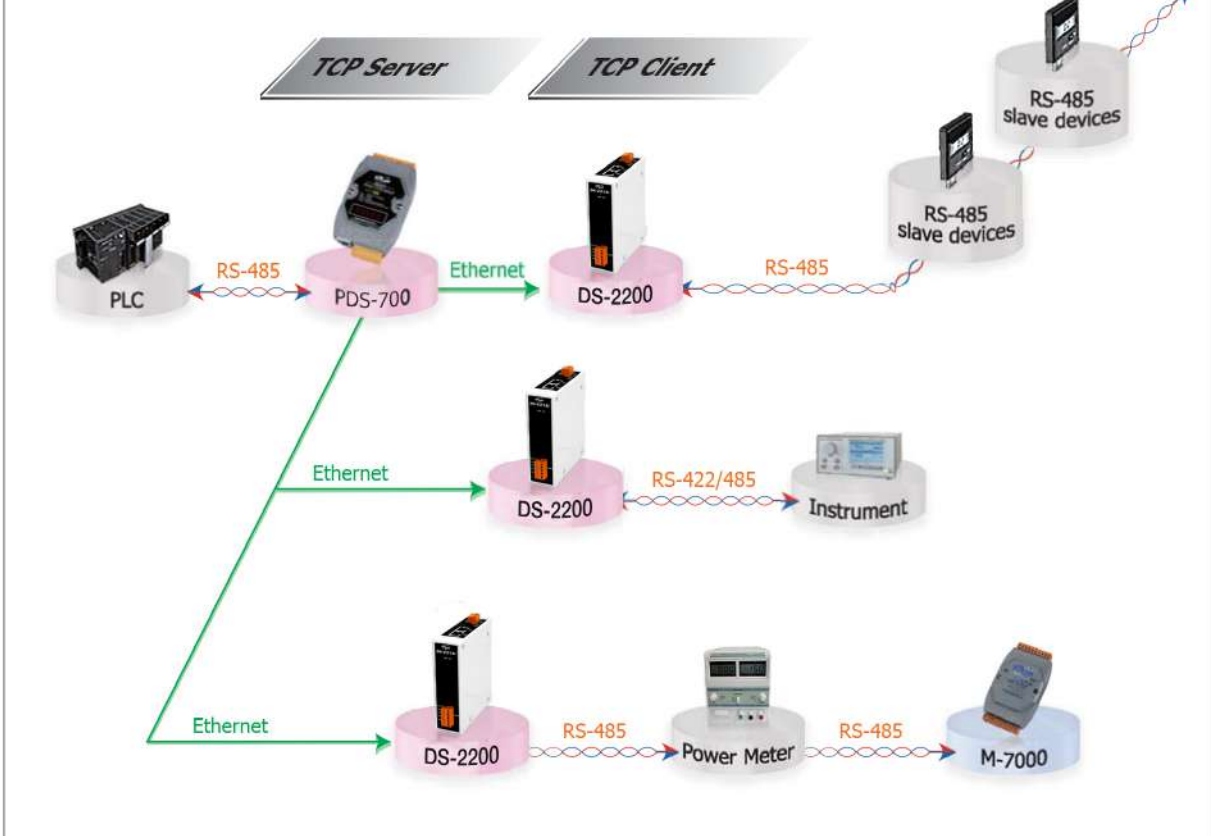 TCP Server
TCP Client
RS-485
slave devices
RS-485
slave devices
PLC
RS-485
PDS-700
Ethernet
DS-2200
RS-485
Ethernet
DS-2200
RS-422/485
Instrument
Ethernet
DS-2200
RS-485
Power Meter
RS-485
M-7000